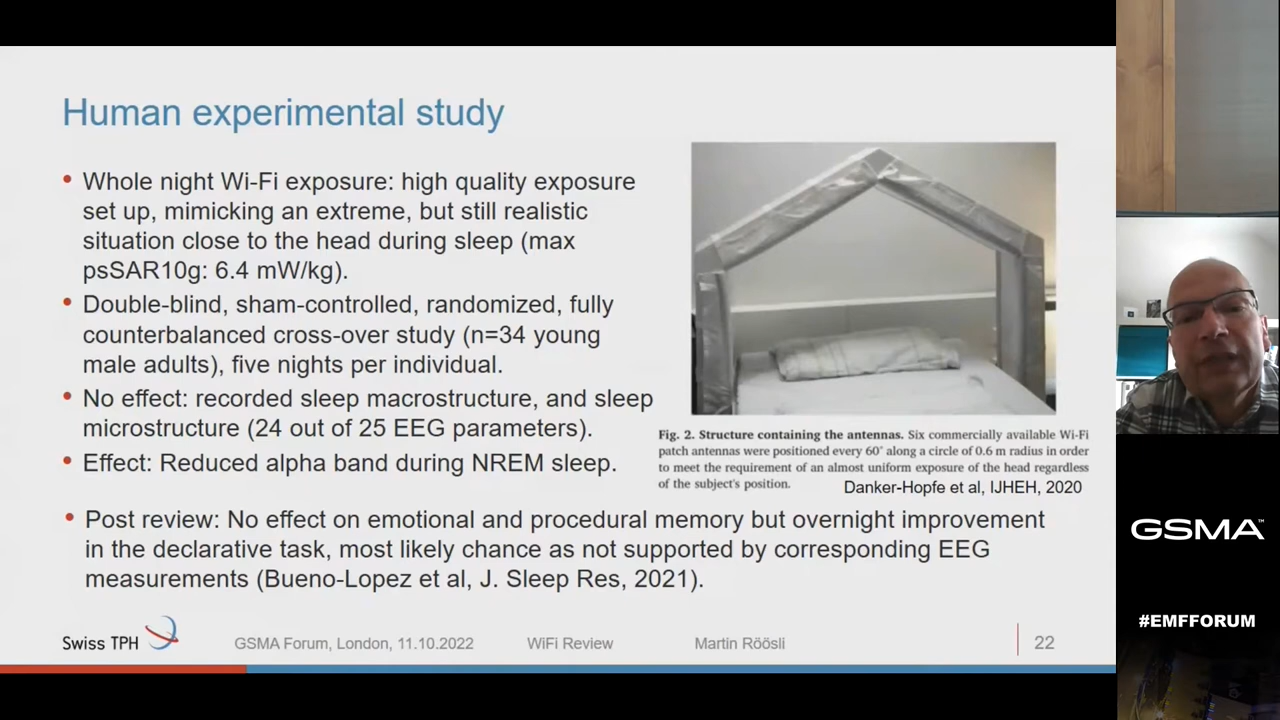 Human experimental study
• Whole night Wi-Fi exposure: high quality exposure
set up, mimicking an extreme, but still realistic
situation close to the head during sleep (max
psSAR10g: 6.4 mW/kg).
• Double-blind, sham-controlled, randomized, fully
counterbalanced cross-over study (n=34 young
male adults), five nights per individual.
• No effect: recorded sleep macrostructure, and sleep
microstructure (24 out of 25 EEG parameters).
• Effect: Reduced alpha band during NREM sleep.
Fig. 2. Structure containing the antennas. Six commercially available Wi-Fi
patch antennas were positioned every 60° along a circle of 0.6 m radius in order
to meet the requirement of an almost uniform exposure of the head regardless
of the subject's position.
Danker-Hopfe et al, IJHEH, 2020
• Post review: No effect on emotional and procedural memory but overnight improvement
in the declarative task, most likely chance as not supported by corresponding EEG
measurements (Bueno-Lopez et al, J. Sleep Res, 2021).
Swiss TPH
GSMA Forum, London, 11.10.2022
WiFi Review
Martin Röösli
22
GSMA™
#EMFFORUM